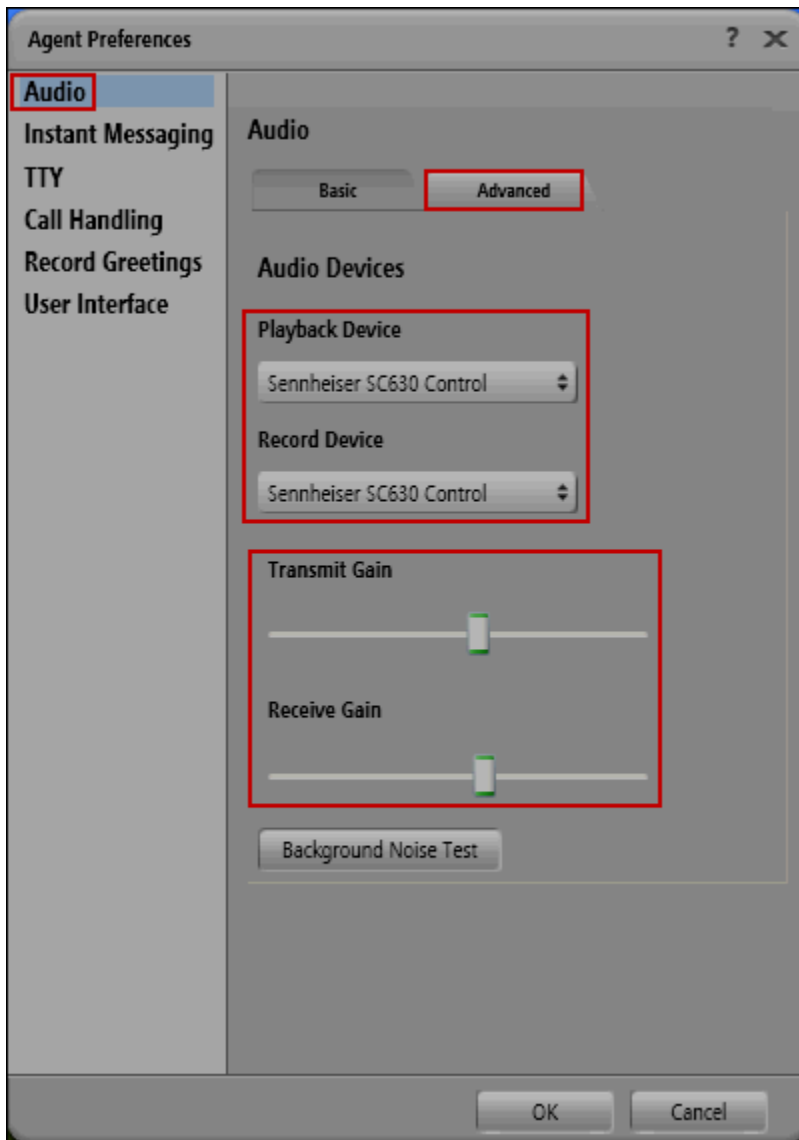 Agent Preferences ?
Audio
Instant Messaging
TTY
Call Handling
Record Greetings
User Interface
Audio
Basic Advanced
Audio Devices
Playback Device
Sennheiser SC630 Control
Record Device
Sennheiser SC630 Control
Transmit Gain
Receive Gain
Background Noise Test
OK Cancel